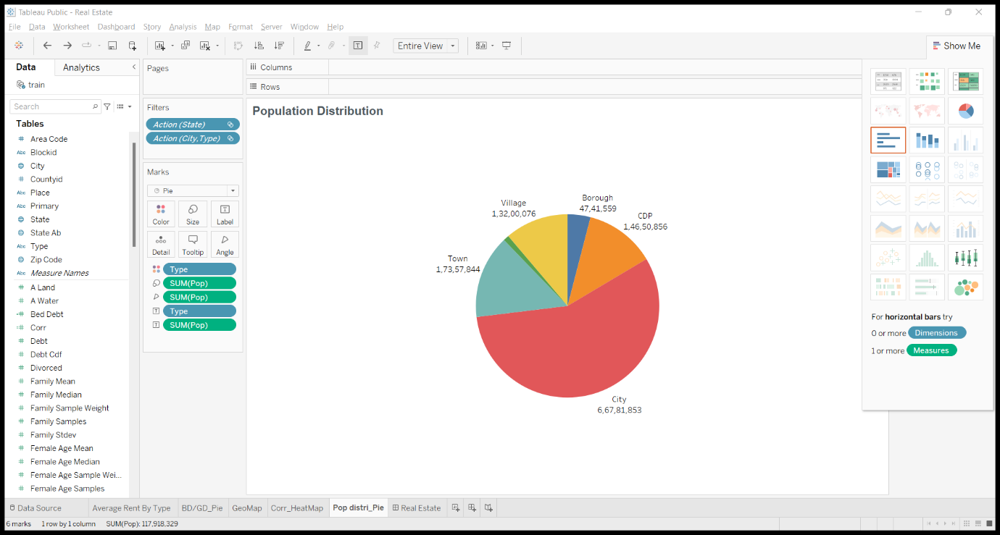 Tableau Public - Real Estate
File Data Worksheet Dashboard Story Analysis Map Format Server Window Help
Entire View
Show Me
Data Analytics
train
Search
Tables
# Area Code
Abc Blockid
City
# Countyid
Abc Place
Abc Primary
State
State Ab
Abc Type
Zip Code
Abc Measure Names
# A Land
# A Water
=# Bed Debt
=# Corr
# Debt
# Debt Cdf
# Divorced
# Family Mean
# Family Median
# Family Sample Weight
# Family Samples
# Family Stdev
# Female Age Mean
# Female Age Median
# Female Age Sample Wei...
# Female Age Samples
Pages
Filters
Action (State)
Action (City,Type)
Marks
Pie
Color Size Label
Detail Tooltip Angle
Type
SUM(Pop)
SUM(Pop)
Type
SUM(Pop)
Columns
Rows
Population Distribution
Borough
47,41,559
CDP
1,46,50,856
Village
1,32,00,076
Town
1,73,57,844
City
6,67,81,853
For horizontal bars try
0 or more Dimensions
1 or more Measures
Data Source Average Rent By Type BD/GD_Pie GeoMap Corr_HeatMap Pop distri_Pie Real Estate
6 marks 1 row by 1 column SUM(Pop): 117,918,329